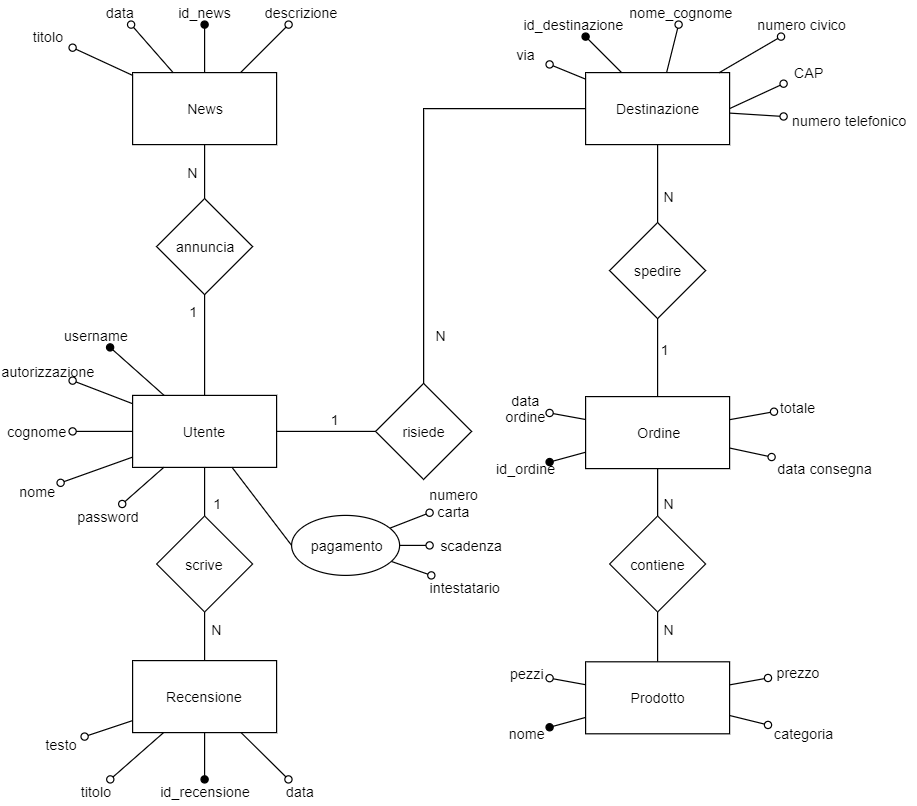 data
id_news
descrizione
titolo
News
N
annuncia
1
id_destinazione
nome_cognome
numero civico
via
CAP
Destinazione
numero telefonico
N
spedire
1
username
autorizzazione
cognome
nome
password
Utente
1
risiede
N
1
scrive
N
pagamento
numero
carta
scadenza
intestatario
data
ordine
totale
Ordine
id_ordine
data consegna
N
contiene
N
Recensione
testo
titolo
id_recensione
data
pezzi
prezzo
Prodotto
nome
categoria